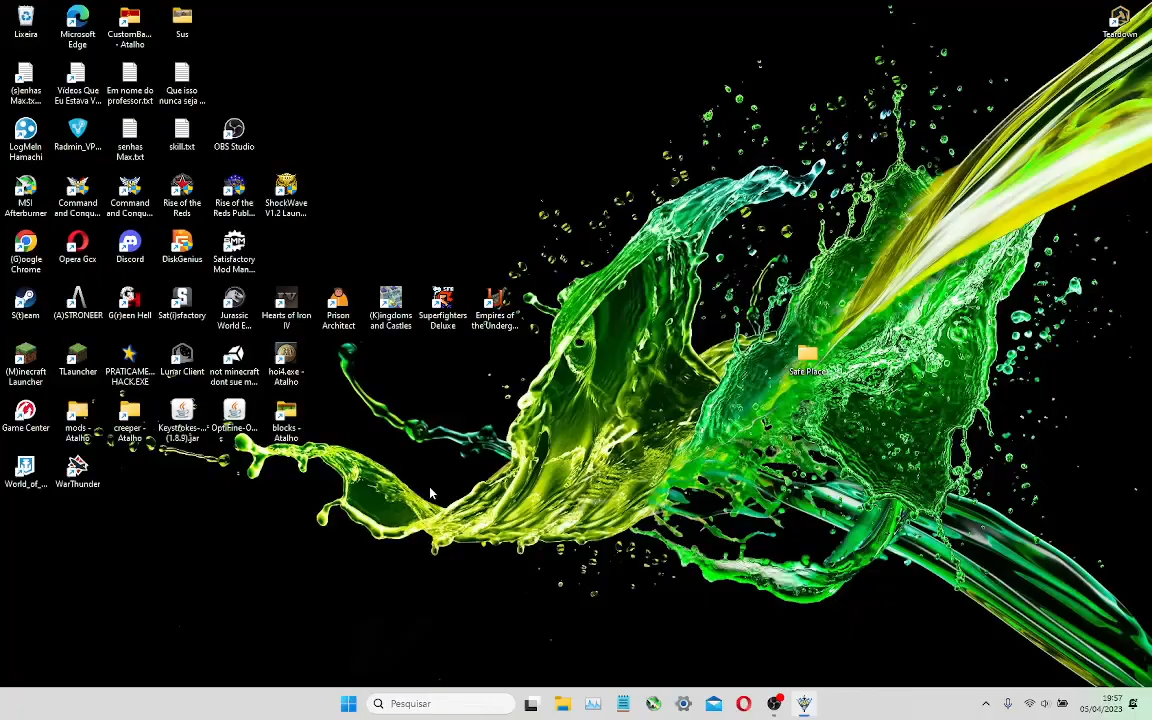 Lixeira
Microsoft
Edge
CustomBa...
- Atalho
Sus
Teardown
(s)enhas
Max.tx...
Vídeos Que
Eu Estava V...
Em nome do
professor.txt
Que isso
nunca seja ...
LogMeIn
Hamachi
Radmin_VP...
senhas
Max.txt
skill.txt
OBS Studio
MSI
Afterburner
Command
and Conqu...
Command
and Conqu...
Rise of the
Reds
Rise of the
Reds Publ...
ShockWave
V1.2 Laun...
(G)oogle
Chrome
Opera Gcx
Discord
DiskGenius
SMM
Satisfactory
Mod Man...
S(t)eam
(A)STRONEER
G(r)een Hell
Sat(i)sfactory
Jurassic
World E...
Hearts of Iron
IV
Prison
Architect
(K)ingdoms
and Castles
Superfighters
Deluxe
Empires of
the Underg...
(M)inecraft
Launcher
TLauncher
PRATICAME...
HACK.EXE
Lunar Client
not minecraft
dont sue m...
hoi4.exe -
Atalho
Safe Place
Game Center
mods -
Atalho
creeper -
Atalho
Keystrokes-...
(1.8.9).jar
OptiFine-O...
blocks -
Atalho
World_of_...
WarThunder
Pesquisar
19:57
05/04/2023